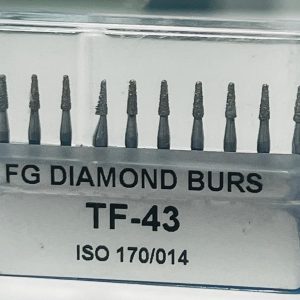 FG DIAMOND BURS
TF-43
ISO 170/014